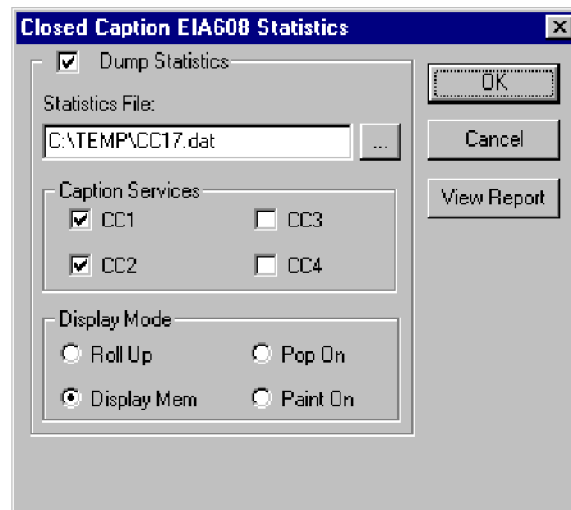 Closed Caption EIA608 Statistics
Dump Statistics
Statistics File:
C:\TEMP\CC17.dat
...
OK
Cancel
View Report
Caption Services
CC1
CC3
CC2
CC4
Display Mode
Roll Up
Pop On
Display Mem
Paint On